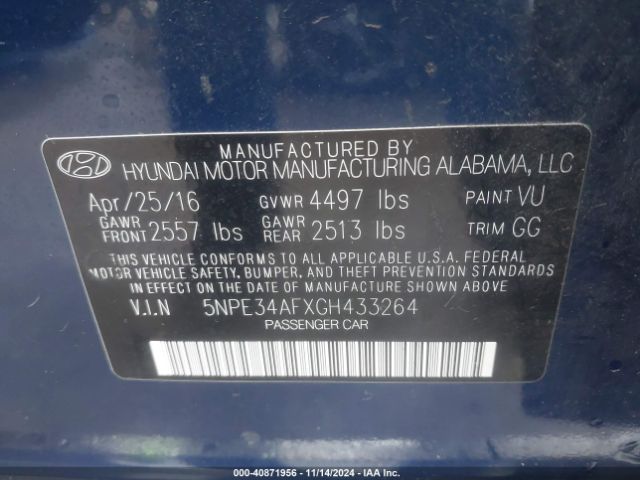 MANUFACTURED BY
HYUNDAI MOTOR MANUFACTURING ALABAMA, LLC
Apr/25/16 GVWR 4497 lbs PAINT VU
GAWR FRONT 2557 lbs GAWR REAR 2513 lbs TRIM GG
THIS VEHICLE CONFORMS TO ALL APPLICABLE U.S.A. FEDERAL
MOTOR VEHICLE SAFETY, BUMPER, AND THEFT PREVENTION STANDARDS
IN EFFECT ON THE DATE OF MANUFACTURE SHOWN ABOVE.
V.I.N 5NPE34AFXGH433264
PASSENGER CAR
000-40871956 - 11/14/2024 - IAA Inc.